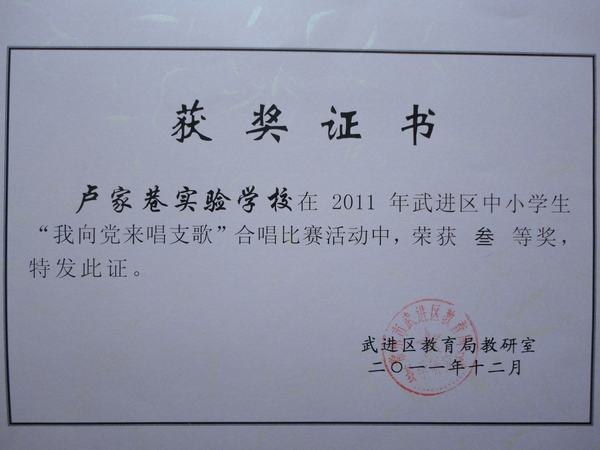 获奖证书
卢家巷实验学校在 2011 年武进区中小学生
“我向党来唱支歌”合唱比赛活动中,荣获 叁 等奖,
特发此证。
武进区教育局教研室
二〇一一年十二月